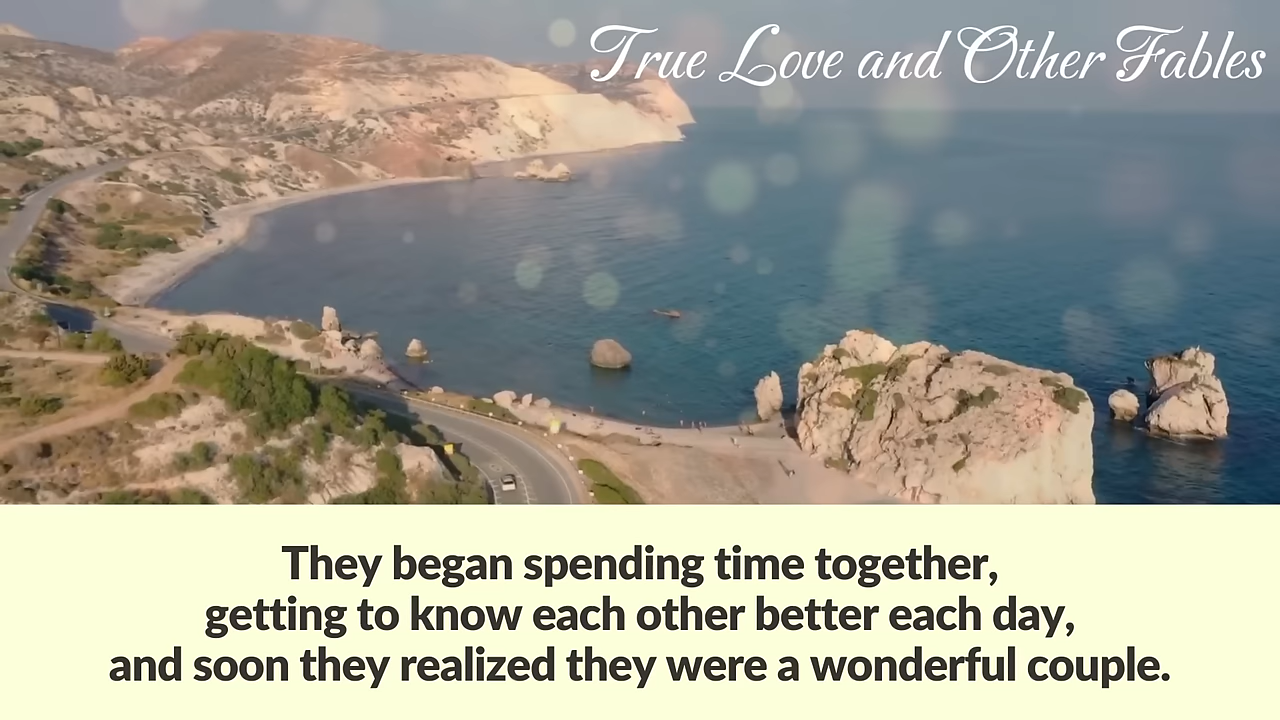 True Love and Other Fables
They began spending time together,
getting to know each other better each day,
and soon they realized they were a wonderful couple.